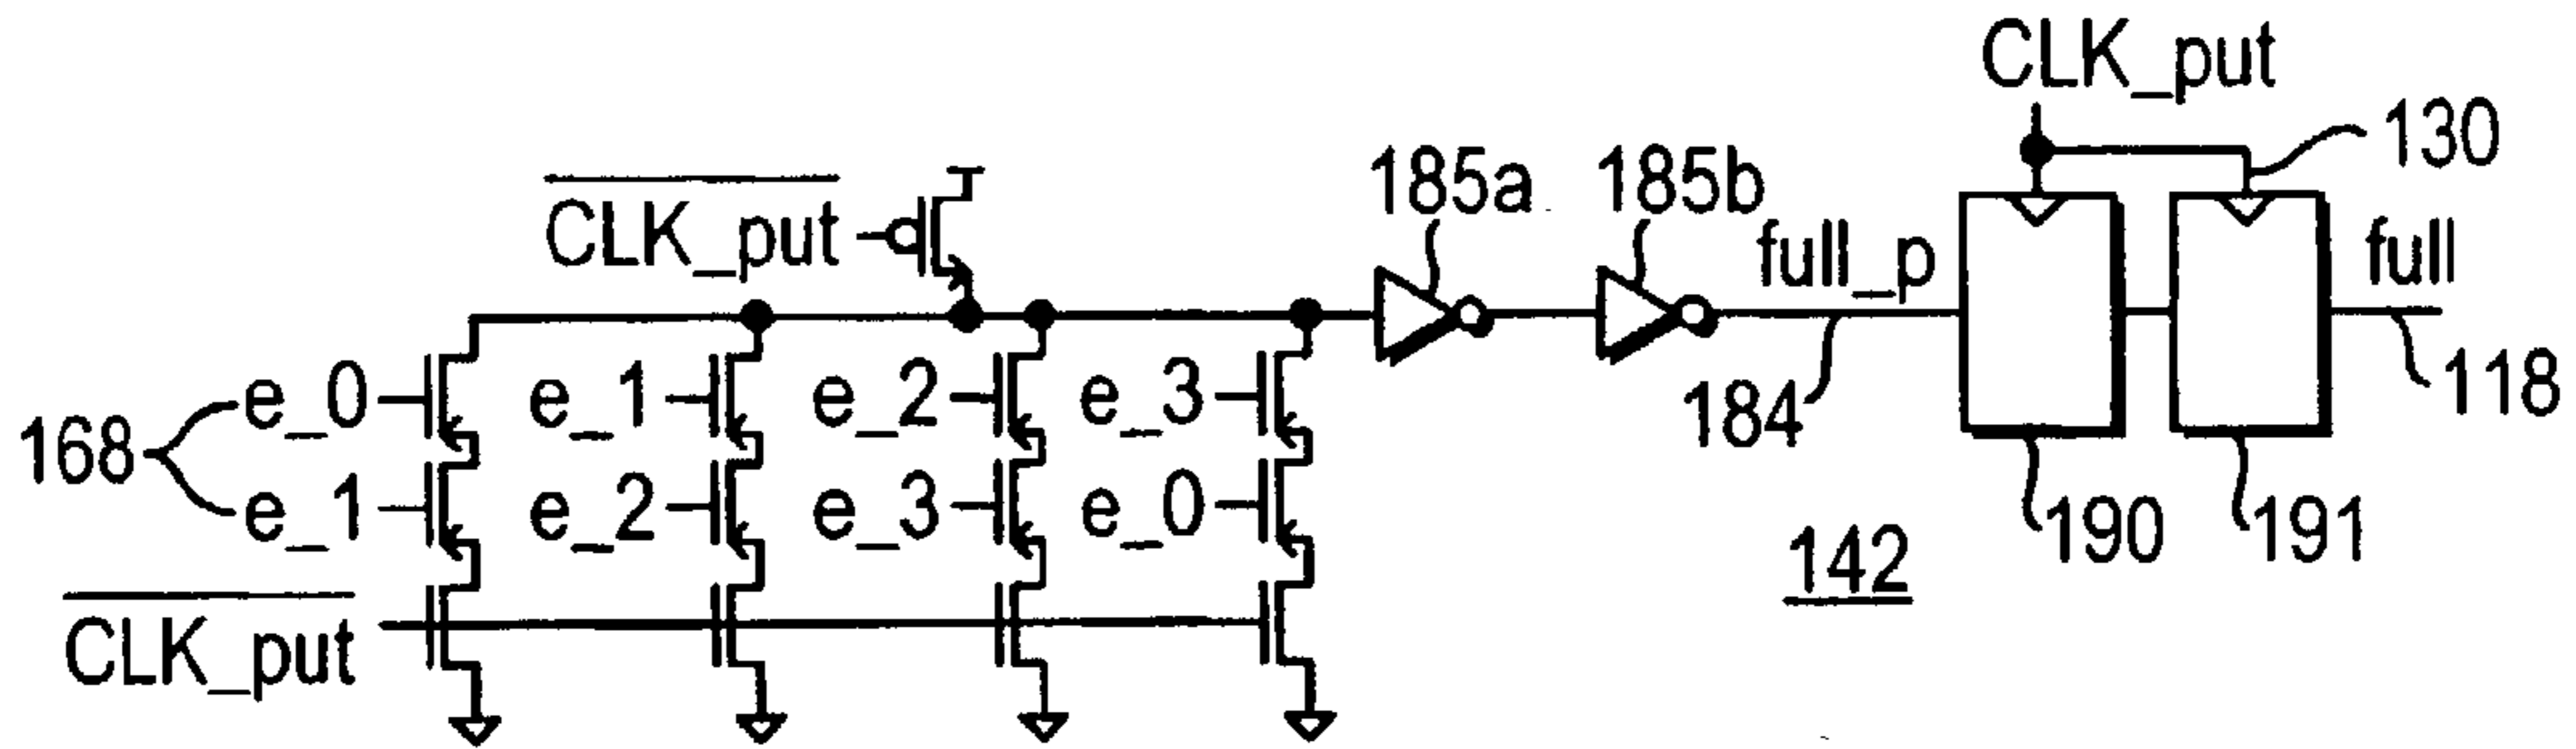 CLK_put
130
185a
185b
CLK_put
full_p
full
168
e_0
e_1
e_1
e_2
e_2
e_3
e_3
e_0
184
118
190
191
142
CLK_put